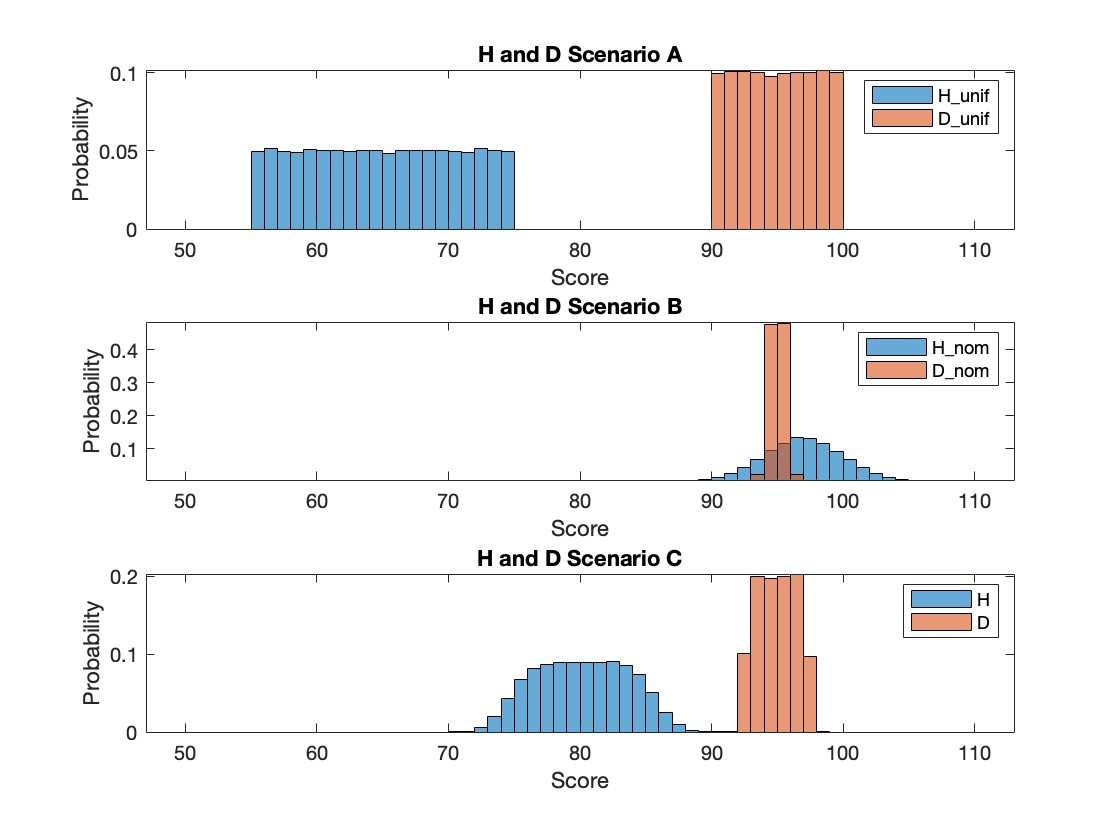 H and D Scenario A
0.1
0.05
0
Probability
H_unif
D_unif
50 60 70 80 90 100 110
Score
H and D Scenario B
0.4
0.3
0.2
0.1
Probability
H_nom
D_nom
50 60 70 80 90 100 110
Score
H and D Scenario C
0.2
0.1
0
Probability
H
D
50 60 70 80 90 100 110
Score